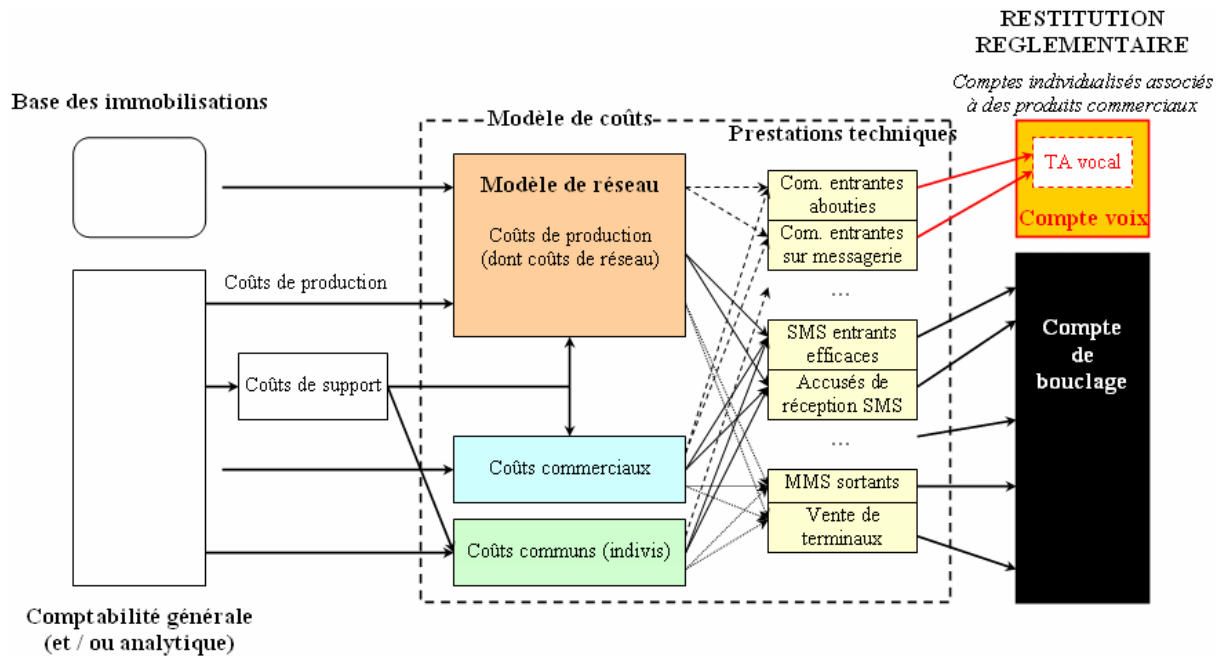 RESTITUTION
REGLEMENTAIRE
Comptes individualisés associés
à des produits commerciaux
Base des immobilisations
Modèle de coûts
Prestations techniques
Modèle de réseau
Coûts de production
(dont coûts de réseau)
Com. entrantes
abouties
Com. entrantes
sur messagerie
...
TA vocal
Compte voix
Coûts de production
SMS entrants
efficaces
Accusés de
réception SMS
...
Compte
de
bouclage
Coûts de support
Coûts commerciaux
MMS sortants
Vente de
terminaux
Coûts communs (indivis)
Comptabilité générale
(et / ou analytique)